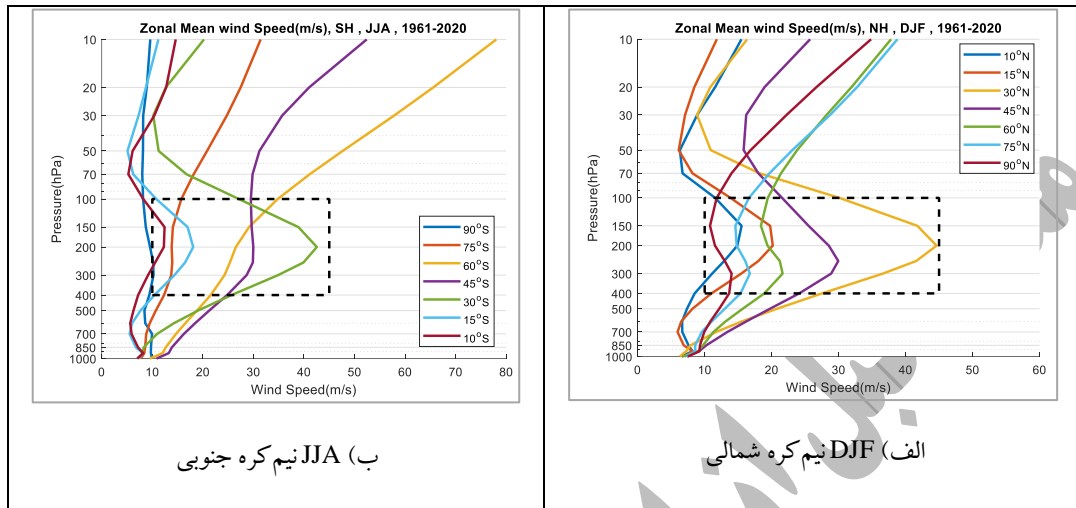 Zonal Mean wind Speed(m/s), SH , JJA , 1961-2020
Pressure(hPa)
10
20
30
50
70
100
150
200
300
400
500
700
850
1000
90°S
75°S
60°S
45°S
30°S
15°S
10°S
0 10 20 30 40 50 60 70 80
Wind Speed(m/s)
ب) JJA نیم‌کره جنوبی
Zonal Mean wind Speed(m/s), NH , DJF , 1961-2020
Pressure(hPa)
10
20
30
50
70
100
150
200
300
400
500
700
850
1000
10°N
15°N
30°N
45°N
60°N
75°N
90°N
0 10 20 30 40 50 60
Wind Speed(m/s)
الف) DJF نیم‌کره شمالی